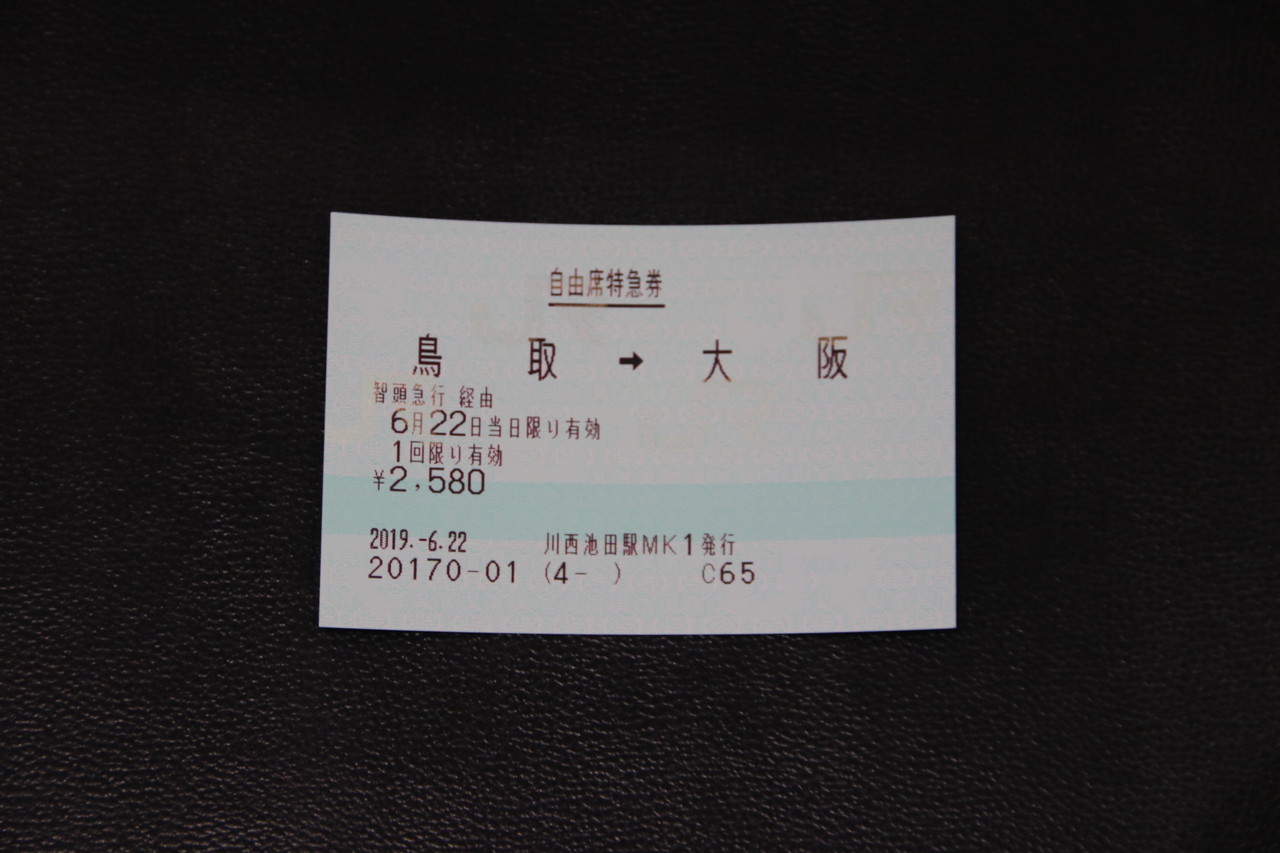 自由席特急券
鳥取 → 大阪
智頭急行 経由
6月22日当日限り有効
1回限り有効
¥2,580
2019.-6.22 川西池田駅MK1発行
20170-01 (4- ) C65